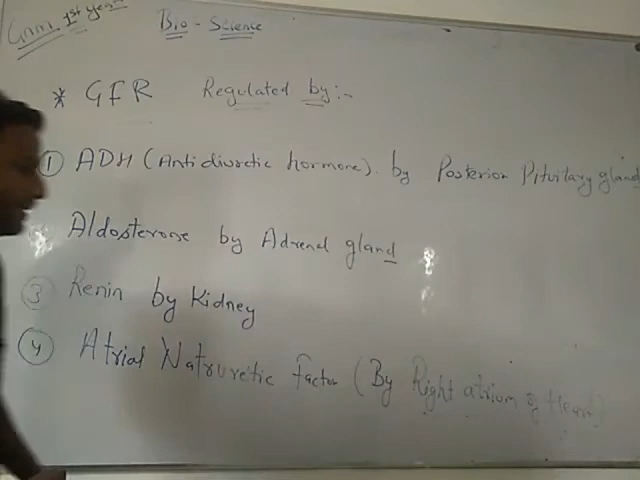 Gnm. 1st year
Bio - Science
* GFR Regulated by:-
① ADH (Antidiuretic hormone). by Posterior Pituitary gland
Aldosterone by Adrenal gland
③ Renin by Kidney
④ Atrial Natruretic factor (By Right atrium of Heart)